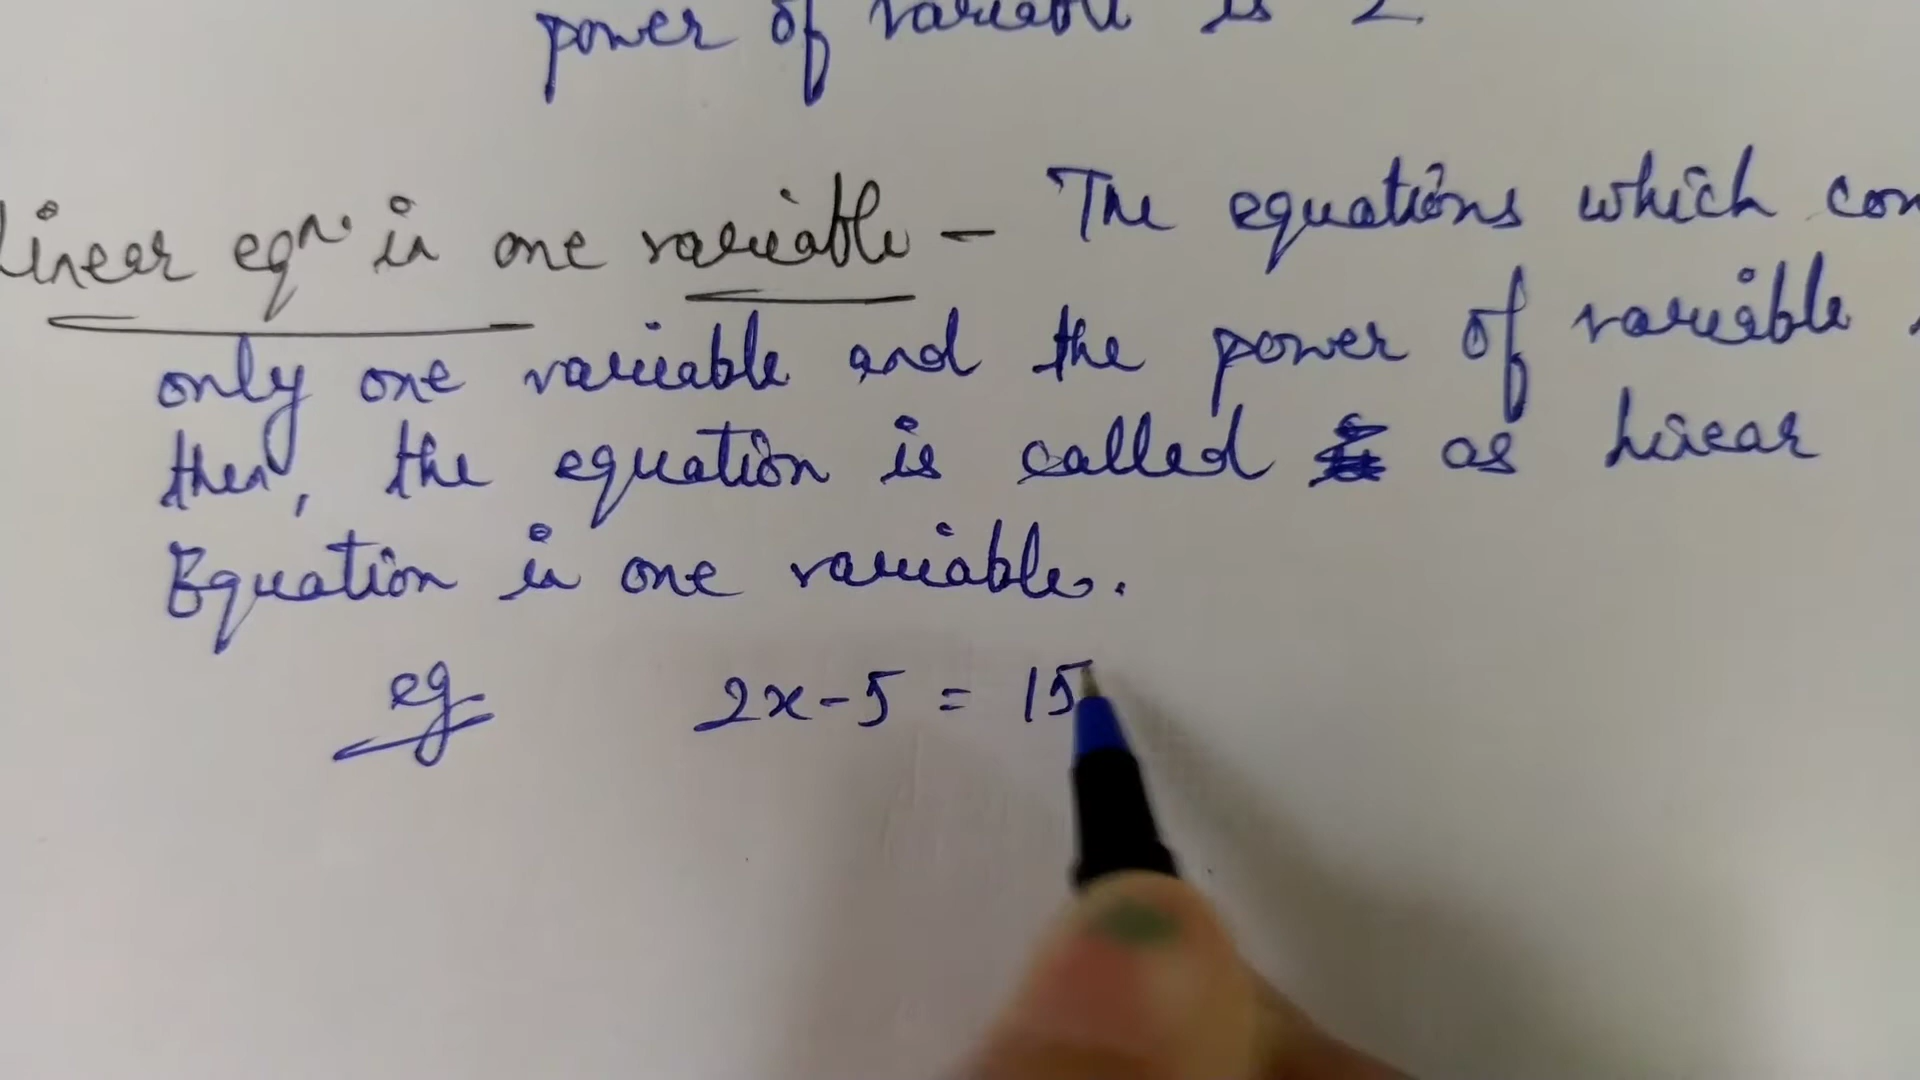 power of variable is 2
Linear eqn. in one variable – The equations which con
only one variable and the power of variable
then, the equation is called as linear
Equation in one variable.
eg 2x-5 = 15